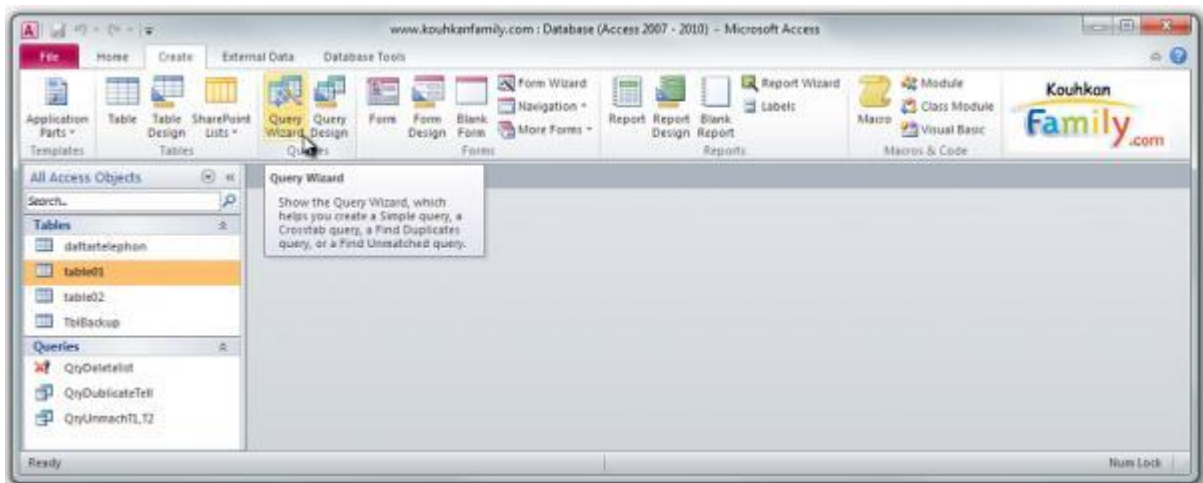 www.kouhkanfamily.com : Database (Access 2007 - 2010) - Microsoft Access
File Home Create External Data Database Tools
Application Parts
Table
Table Design
SharePoint Lists
Query Wizard
Query Design
Form
Form Design
Blank Form
Form Wizard
Navigation
More Forms
Report
Report Design
Blank Report
Report Wizard
Labels
Macro
Module
Class Module
Visual Basic
Kouhkan
Family
.com
Templates Tables Queries Forms Reports Macros & Code
All Access Objects
Search..
Tables
daftartelephon
table01
table02
TblBackup
Queries
QryDeletelist
QryDublicateTell
QryUnmachT1,T2
Query Wizard
Show the Query Wizard, which
helps you create a Simple query, a
Crosstab query, a Find Duplicates
query, or a Find Unmatched query.
Ready
Num Lock